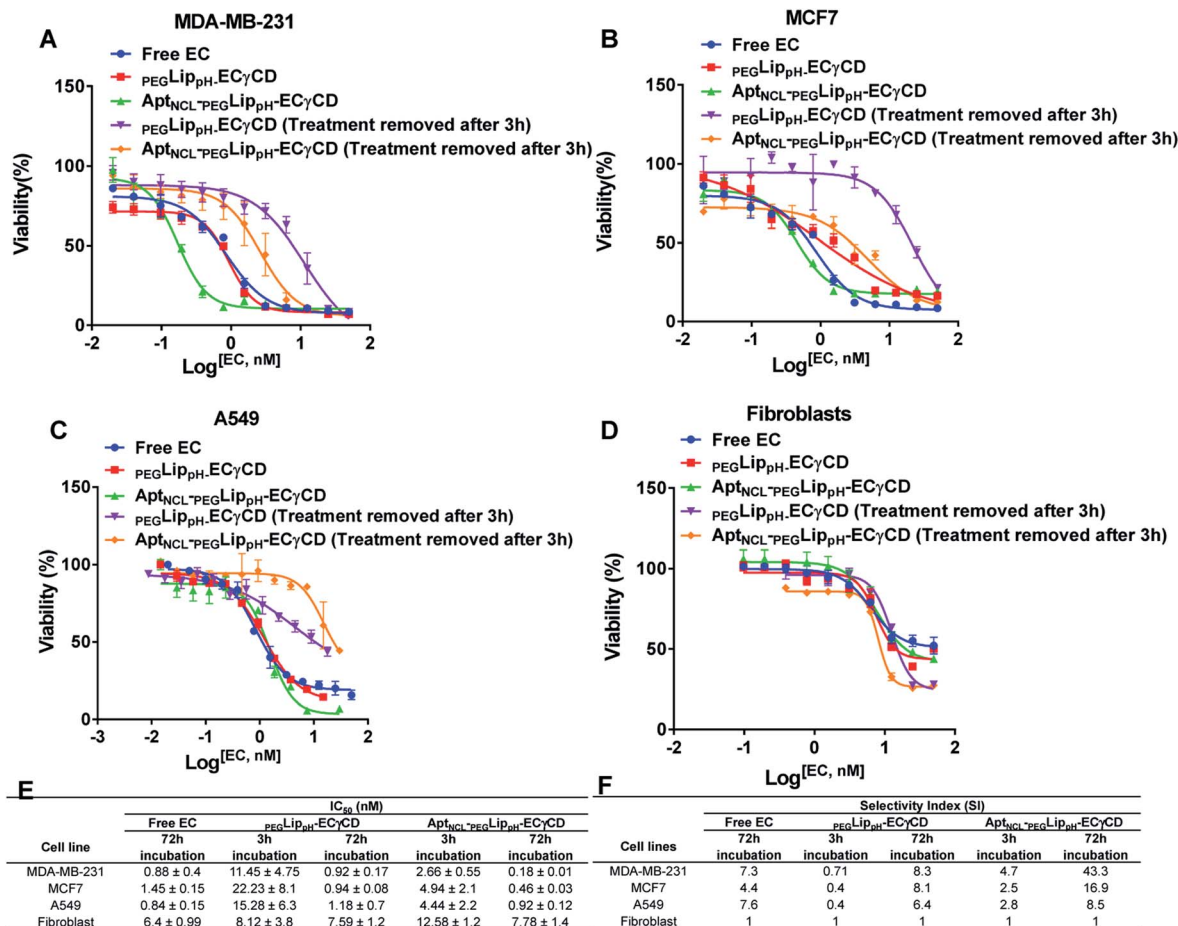 A
MDA-MB-231
Free EC
PEGLippH-ECγCD
AptNCL-PEGLippH-ECγCD
PEGLippH-ECγCD (Treatment removed after 3h)
AptNCL-PEGLippH-ECγCD (Treatment removed after 3h)
150
100
50
0
Viability(%)
-2 -1 0 1 2
Log[EC, nM]
B
MCF7
Free EC
PEGLippH-ECγCD
AptNCL-PEGLippH-ECγCD
PEGLippH-ECγCD (Treatment removed after 3h)
AptNCL-PEGLippH-ECγCD (Treatment removed after 3h)
150
100
50
0
Viability(%)
-2 -1 0 1 2
Log[EC, nM]
C
A549
Free EC
PEGLippH-ECγCD
AptNCL-PEGLippH-ECγCD
PEGLippH-ECγCD (Treatment removed after 3h)
AptNCL-PEGLippH-ECγCD (Treatment removed after 3h)
150
100
50
0
Viability (%)
-3 -2 -1 0 1 2
Log[EC, nM]
D
Fibroblasts
Free EC
PEGLippH-ECγCD
AptNCL-PEGLippH-ECγCD
PEGLippH-ECγCD (Treatment removed after 3h)
AptNCL-PEGLippH-ECγCD (Treatment removed after 3h)
150
100
50
0
Viability (%)
-2 -1 0 1 2
Log[EC, nM]
E
IC50 (nM)
Free EC PEGLippH-ECγCD AptNCL-PEGLippH-ECγCD
Cell line 72h incubation 3h incubation 72h incubation 3h incubation 72h incubation
MDA-MB-231 0.88 ± 0.4 11.45 ± 4.75 0.92 ± 0.17 2.66 ± 0.55 0.18 ± 0.01
MCF7 1.45 ± 0.15 22.23 ± 8.1 0.94 ± 0.08 4.94 ± 2.1 0.46 ± 0.03
A549 0.84 ± 0.15 15.28 ± 6.3 1.18 ± 0.7 4.44 ± 2.2 0.92 ± 0.12
Fibroblast 6.4 ± 0.99 8.12 ± 3.8 7.59 ± 1.2 12.58 ± 1.2 7.78 ± 1.4
F
Selectivity Index (SI)
Free EC PEGLippH-ECγCD AptNCL-PEGLippH-ECγCD
Cell lines 72h incubation 3h incubation 72h incubation 3h incubation 72h incubation
MDA-MB-231 7.3 0.71 8.3 4.7 43.3
MCF7 4.4 0.4 8.1 2.5 16.9
A549 7.6 0.4 6.4 2.8 8.5
Fibroblast 1 1 1 1 1